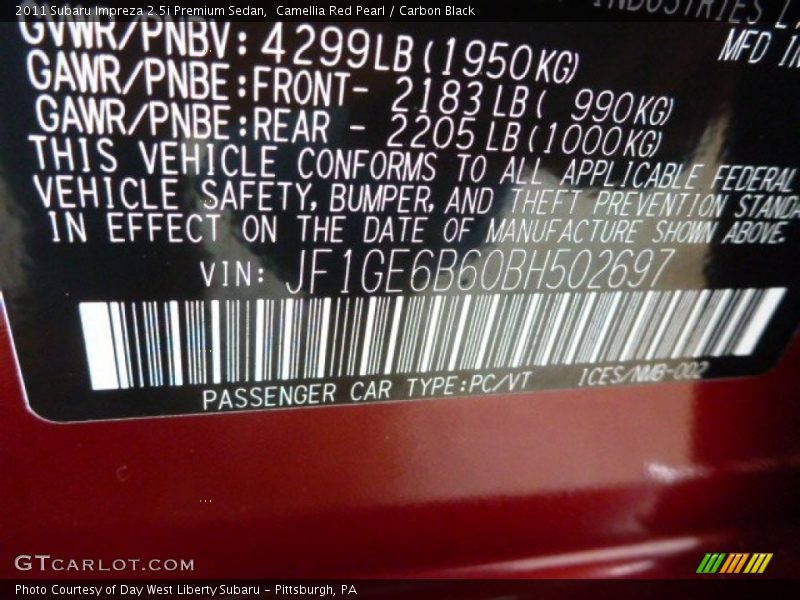 2011 Subaru Impreza 2.5i Premium Sedan, Camellia Red Pearl / Carbon Black
INDUSTRIES
MFD IN
GVWR/PNBV: 4299LB (1950KG)
GAWR/PNBE:FRONT- 2183LB( 990KG)
GAWR/PNBE:REAR - 2205LB(1000KG)
THIS VEHICLE CONFORMS TO ALL APPLICABLE FEDERAL
VEHICLE SAFETY, BUMPER, AND THEFT PREVENTION STANDA
IN EFFECT ON THE DATE OF MANUFACTURE SHOWN ABOVE.
VIN: JF1GE6B60BH502697
PASSENGER CAR TYPE:PC/VT ICES/NMB-002
GTCARLOT.COM
Photo Courtesy of Day West Liberty Subaru - Pittsburgh, PA